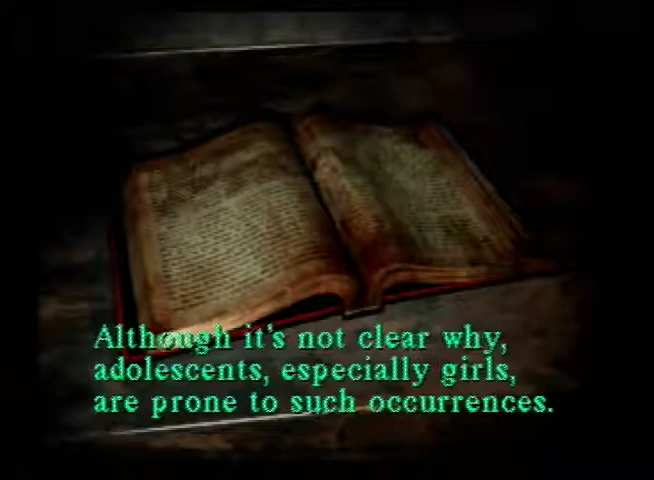 Although it's not clear why,
adolescents, especially girls,
are prone to such occurrences.